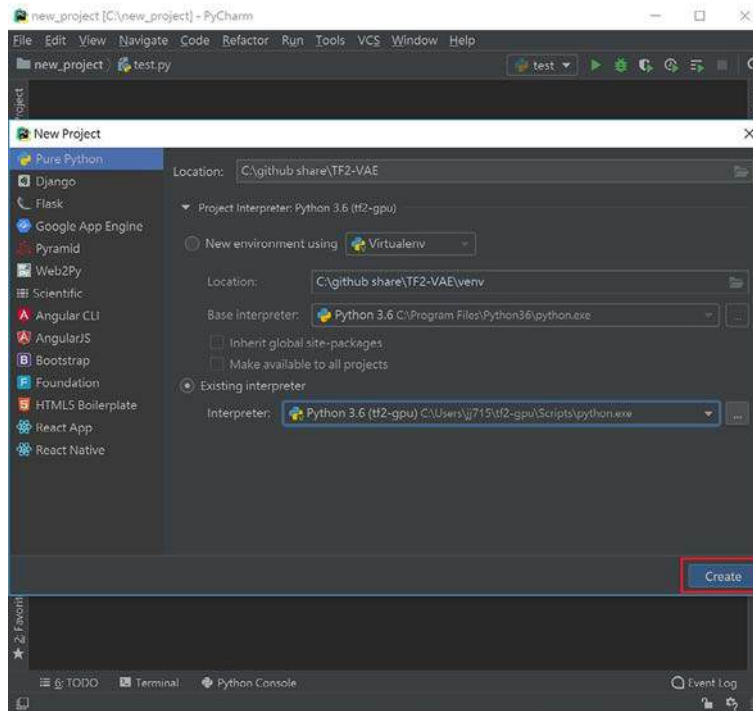 new_project [C:\new_project] - PyCharm
File Edit View Navigate Code Refactor Run Tools VCS Window Help
new_project test.py test
New Project
Pure Python
Django
Flask
Google App Engine
Pyramid
Web2Py
Scientific
Angular CLI
AngularJS
Bootstrap
Foundation
HTML5 Boilerplate
React App
React Native
Location: C:\github share\TF2-VAE
Project Interpreter: Python 3.6 (tf2-gpu)
New environment using Virtualenv
Location: C:\github share\TF2-VAE\venv
Base interpreter: Python 3.6 C:\Program Files\Python36\python.exe
Inherit global site-packages
Make available to all projects
Existing interpreter
Interpreter: Python 3.6 (tf2-gpu) C:\Users\jj715\tf2-gpu\Scripts\python.exe
Create
2: Favorit
6: TODO Terminal Python Console Event Log